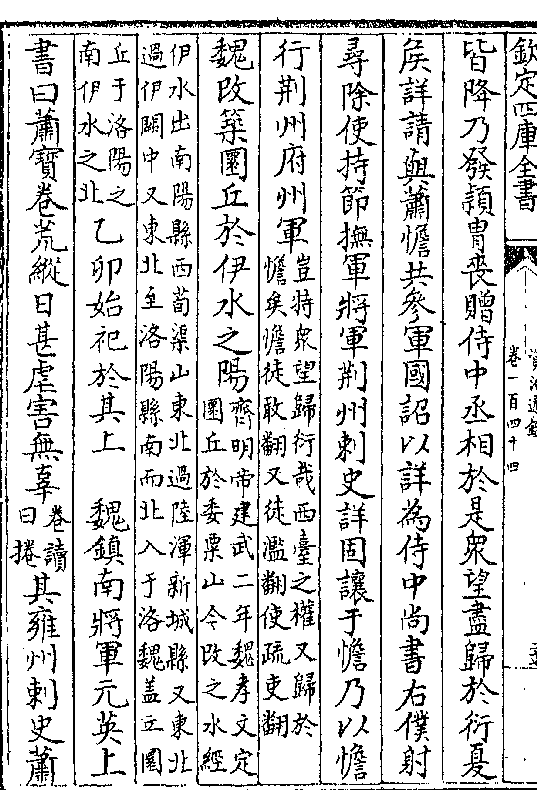 欽定四庫全書
資治通鑑
卷一百四十四
皆降乃發頴胄喪贈侍中丞相於是衆望盡歸於衍夏
侯詳請與蕭憺共參軍國詔以詳為侍中尚書右僕射
尋除使持節撫軍將軍荆州刺史詳固讓于憺乃以憺
行荆州府州軍
豈特衆望歸衍哉西臺之權又歸於
憺矣憺徒敢翻又徒濫翻使疏吏翻
魏改築圜丘於伊水之陽
齊明帝建武二年魏孝文定
圜丘於委粟山今改之水經
伊水出南陽縣西荀渠山東北過陸渾新城縣又東北
過伊闕中又東北至洛陽縣南而北入于洛魏蓋立圜
丘于洛陽之
南伊水之北
乙卯始祀於其上　魏鎮南將軍元英上
書曰蕭寶卷荒縱日甚虐害無辜
卷讀
曰捲
其雍州刺史蕭